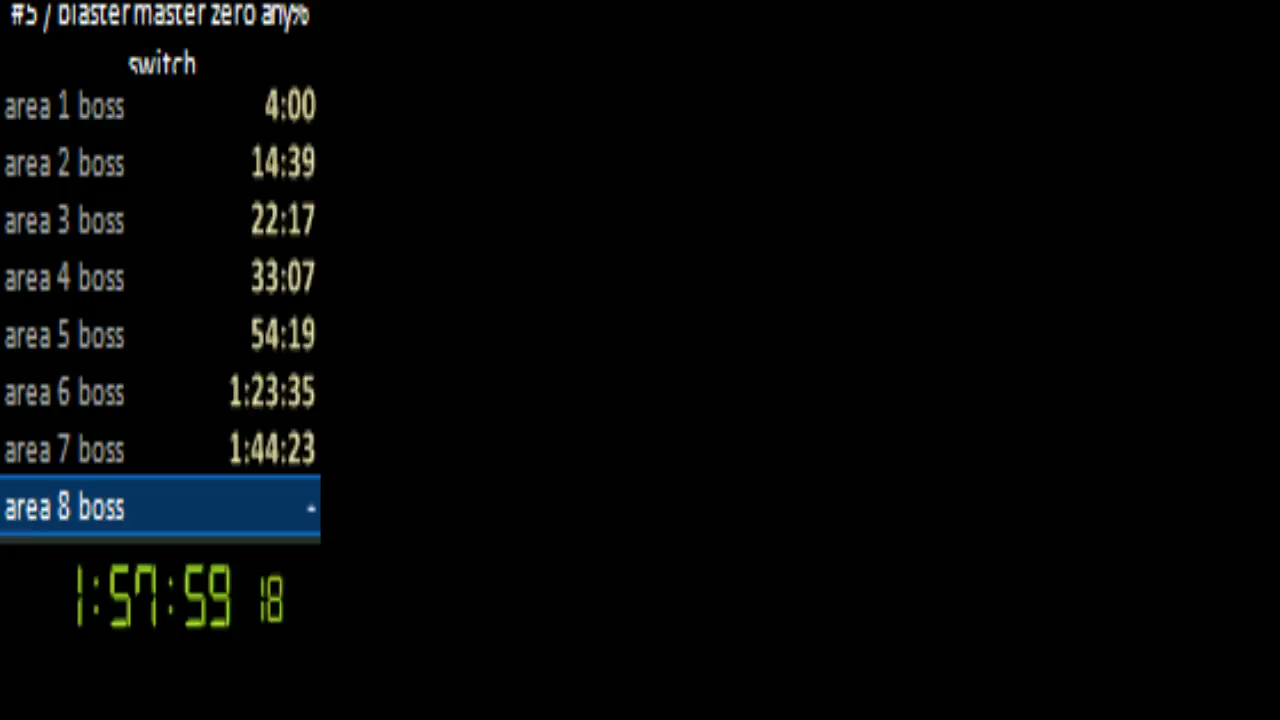 #5 / blaster master zero any%
switch
area 1 boss 4:00
area 2 boss 14:39
area 3 boss 22:17
area 4 boss 33:07
area 5 boss 54:19
area 6 boss 1:23:35
area 7 boss 1:44:23
area 8 boss -
1:57:59 18